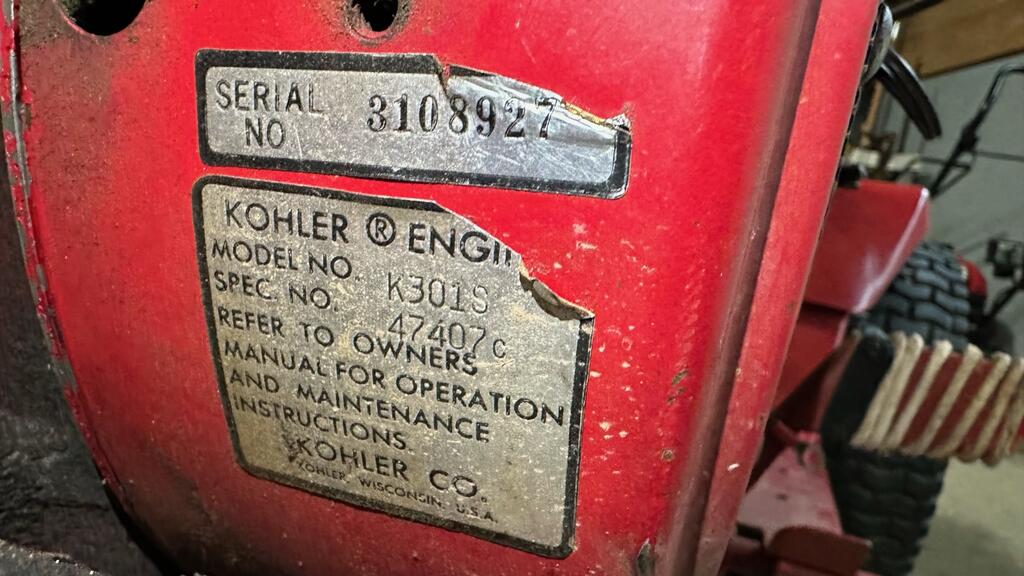 SERIAL 3108927
NO
KOHLER ® ENGI
MODEL NO. K301S
SPEC. NO. 47407C
REFER TO OWNERS
MANUAL FOR OPERATION
AND MAINTENANCE
INSTRUCTIONS.
KOHLER CO.
KOHLER, WISCONSIN, U.S.A.